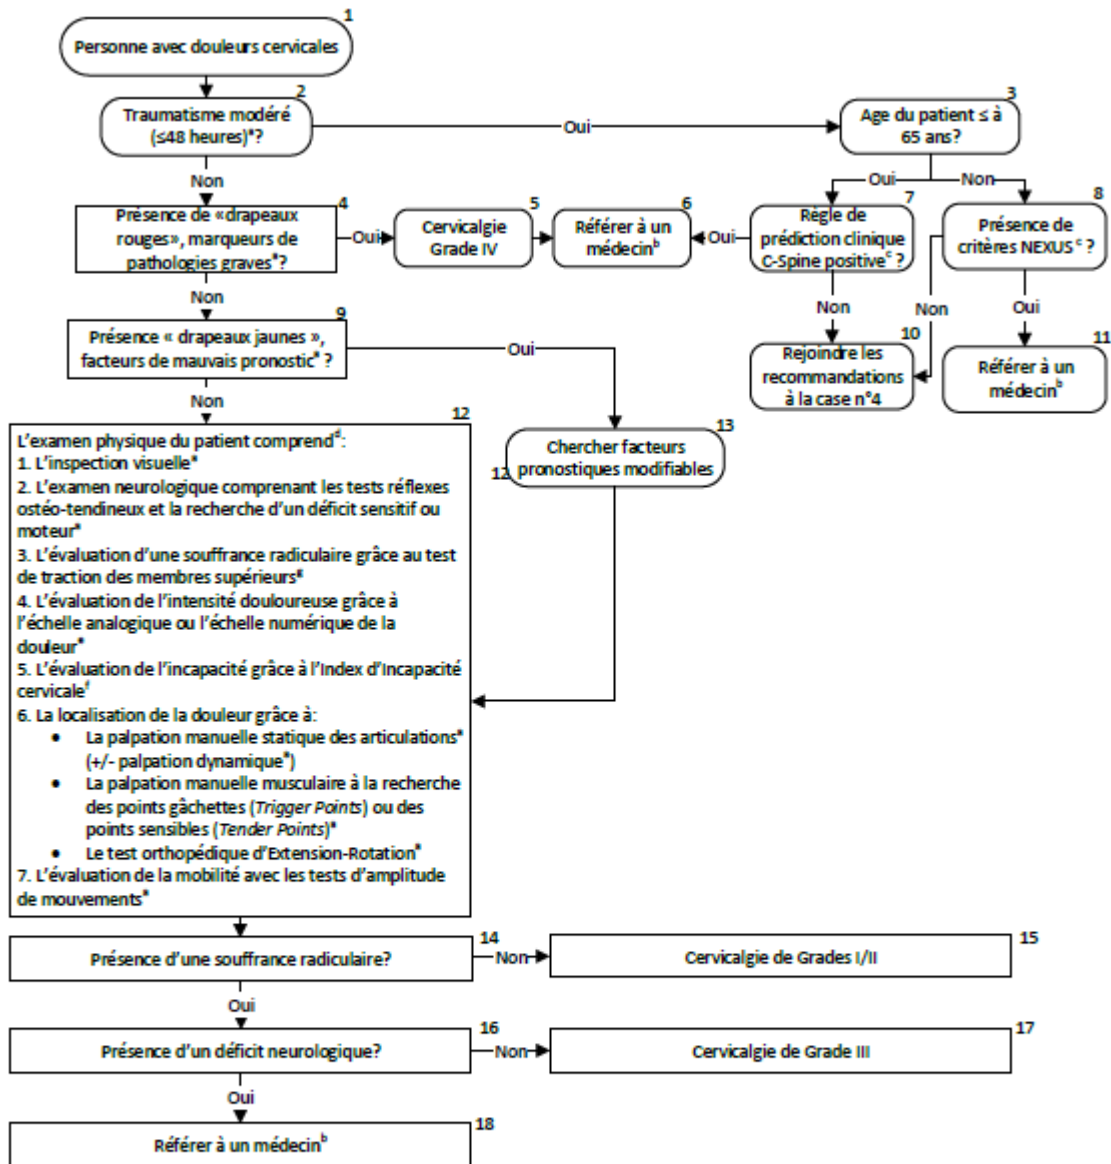 1
Personne avec douleurs cervicales
2
Traumatisme modéré
(≤48 heures)ª?
Oui
3
Age du patient ≤ à
65 ans?
Non
Oui
Non
4
Présence de «drapeaux
rouges», marqueurs de
pathologies gravesª?
Oui
5
Cervicalgie
Grade IV
6
Référer à un
médecinᵇ
Oui
7
Règle de
prédiction clinique
C-Spine positiveᶜ ?
8
Présence de
critères NEXUSᶜ ?
Non
Non
Non
Oui
9
Présence « drapeaux jaunes »,
facteurs de mauvais pronosticª ?
Oui
10
Rejoindre les
recommandations
à la case n°4
11
Référer à un
médecinᵇ
Non
12
L'examen physique du patient comprendᵈ:
1. L'inspection visuelleª
2. L'examen neurologique comprenant les tests réflexes
ostéo-tendineux et la recherche d'un déficit sensitif ou
moteurª
3. L'évaluation d'une souffrance radiculaire grâce au test
de traction des membres supérieurs
4. L'évaluation de l'intensité douloureuse grâce à
l'échelle analogique ou l'échelle numérique de la
douleurª
5. L'évaluation de l'incapacité grâce à l'Index d'Incapacité
cervicaleᶠ
6. La localisation de la douleur grâce à:
• La palpation manuelle statique des articulationsª
(+/- palpation dynamiqueª)
• La palpation manuelle musculaire à la recherche
des points gâchettes (Trigger Points) ou des
points sensibles (Tender Points)ª
• Le test orthopédique d'Extension-Rotationª
7. L'évaluation de la mobilité avec les tests d'amplitude
de mouvementsª
13
Chercher facteurs
pronostiques modifiables
12
14
Présence d'une souffrance radiculaire?
Non
15
Cervicalgie de Grades I/II
Oui
16
Présence d'un déficit neurologique?
Non
17
Cervicalgie de Grade III
Oui
18
Référer à un médecinᵇ